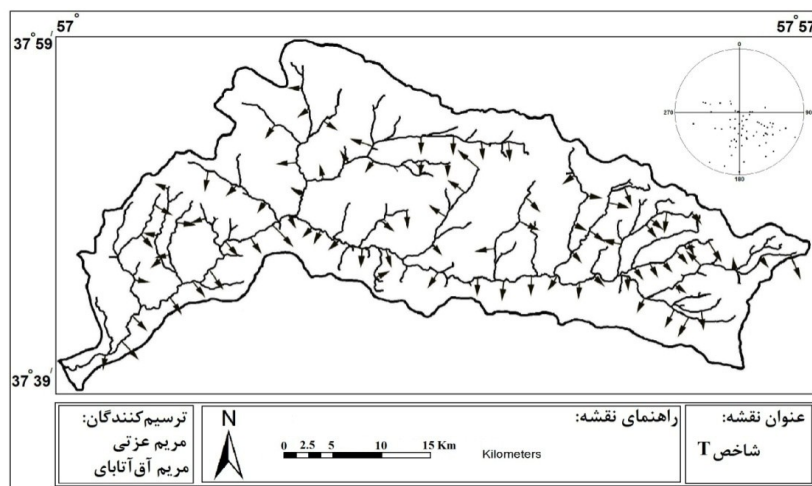 57°
57°57′
37°59′
0
270
90
180
37°39′
ترسیم‌کنندگان:
مریم عزتی
مریم آق‌آتابای
راهنمای نقشه:
N
0 2.5 5 10 15 Km
Kilometers
عنوان نقشه:
شاخص T